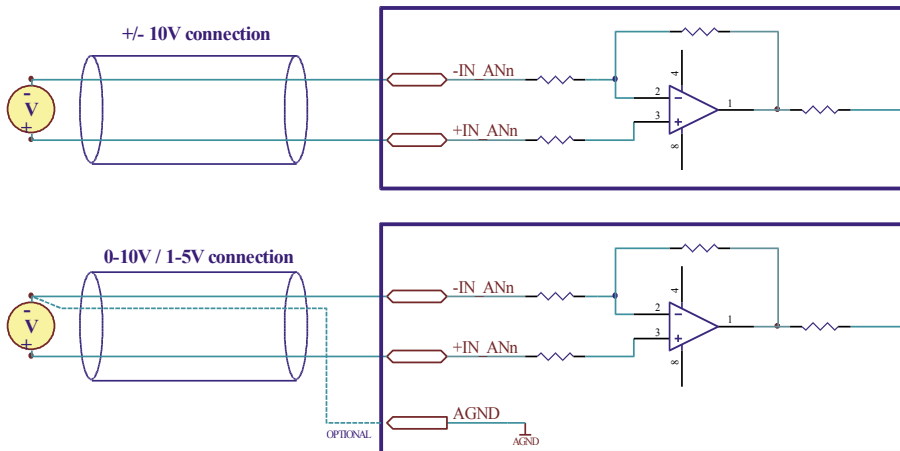 +/- 10V connection
-IN_ANn
4
-
V
+
2
-
1
+IN_ANn
3
+
8
0-10V / 1-5V connection
-IN_ANn
4
-
V
+
2
-
1
+IN_ANn
3
+
8
AGND
OPTIONAL
AGND